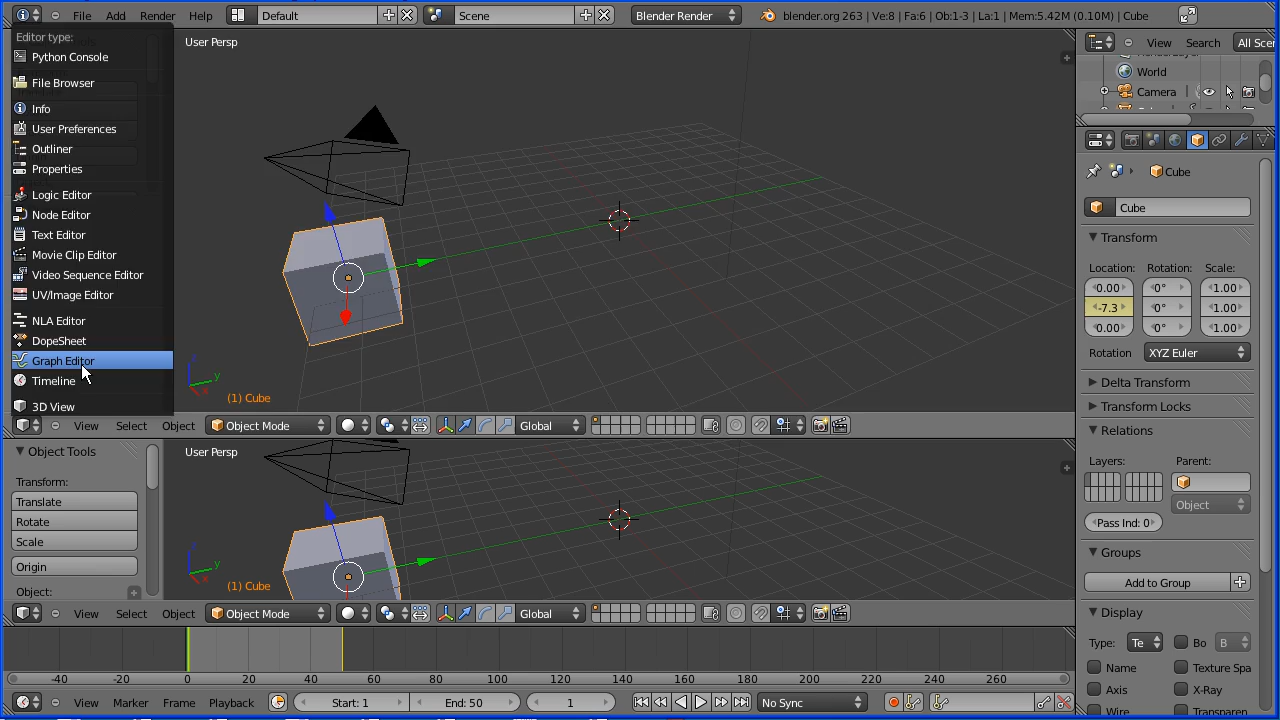 File Add Render Help Default Scene Blender Render blender.org 263 | Ve:8 | Fa:6 | Ob:1-3 | La:1 | Mem:5.42M (0.10M) | Cube
Editor type:
Python Console
File Browser
Info
User Preferences
Outliner
Properties
Logic Editor
Node Editor
Text Editor
Movie Clip Editor
Video Sequence Editor
UV/Image Editor
NLA Editor
DopeSheet
Graph Editor
Timeline
3D View
User Persp
z
y
x
(1) Cube
View Select Object Object Mode Global
Object Tools
Transform:
Translate
Rotate
Scale
Origin
Object:
User Persp
z
y
x
(1) Cube
View Select Object Object Mode Global
-40 -20 0 20 40 60 80 100 120 140 160 180 200 220 240 260
View Marker Frame Playback Start: 1 End: 50 1 No Sync
View Search All Sce
World
Camera
Cube
Cube
Transform
Location: Rotation: Scale:
0.00 0° 1.00
-7.3 0° 1.00
0.00 0° 1.00
Rotation XYZ Euler
Delta Transform
Transform Locks
Relations
Layers: Parent:
Object
Pass Ind: 0
Groups
Add to Group
Display
Type: Te Bo B
Name Texture Spa
Axis X-Ray
Wire Transparen